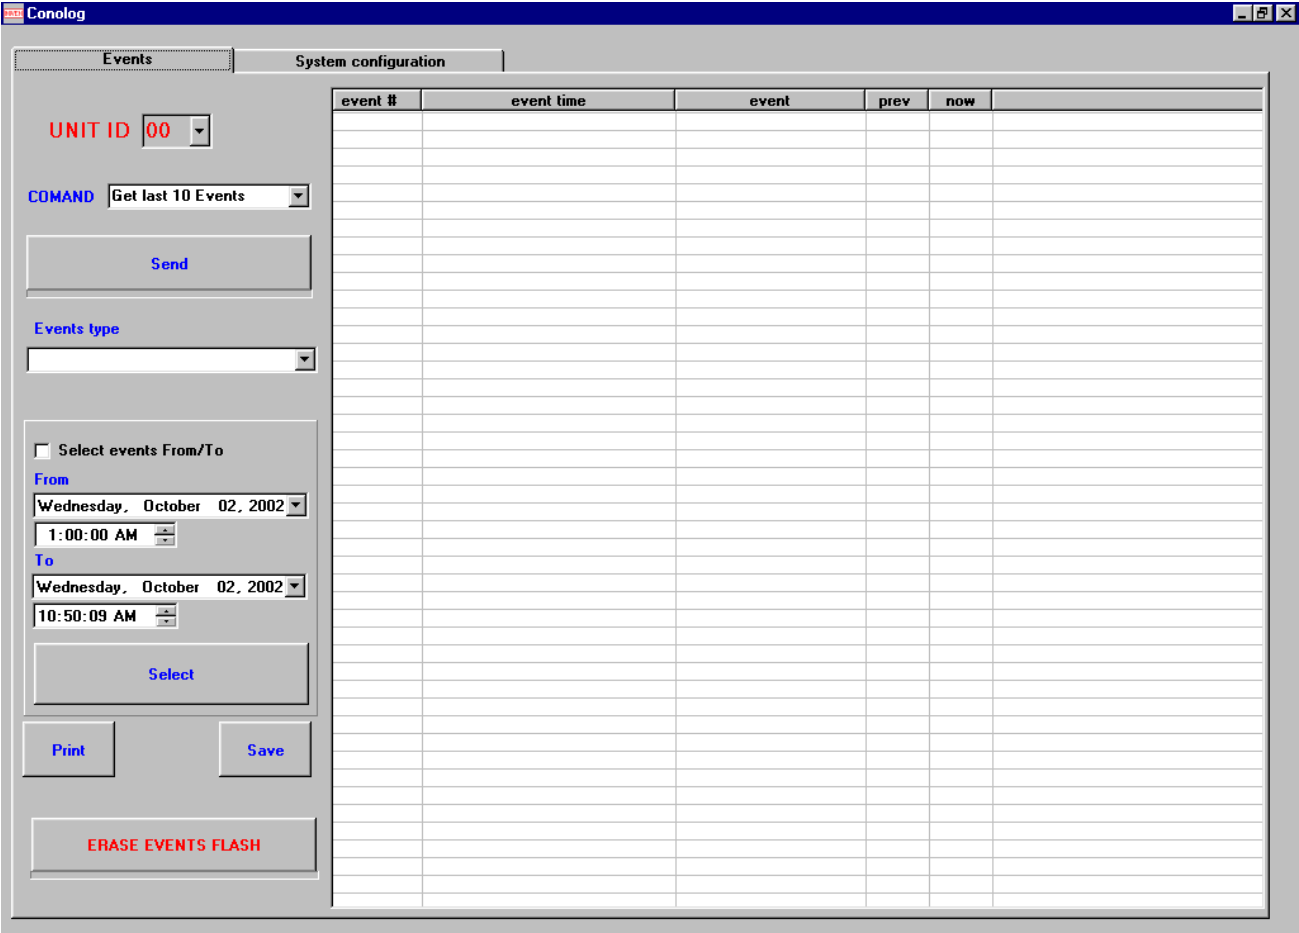 Conolog
Events
System configuration
event # event time event prev now
UNIT ID 00
COMAND Get last 10 Events
Send
Events type
Select events From/To
From
Wednesday, October 02, 2002
1:00:00 AM
To
Wednesday, October 02, 2002
10:50:09 AM
Select
Print Save
ERASE EVENTS FLASH